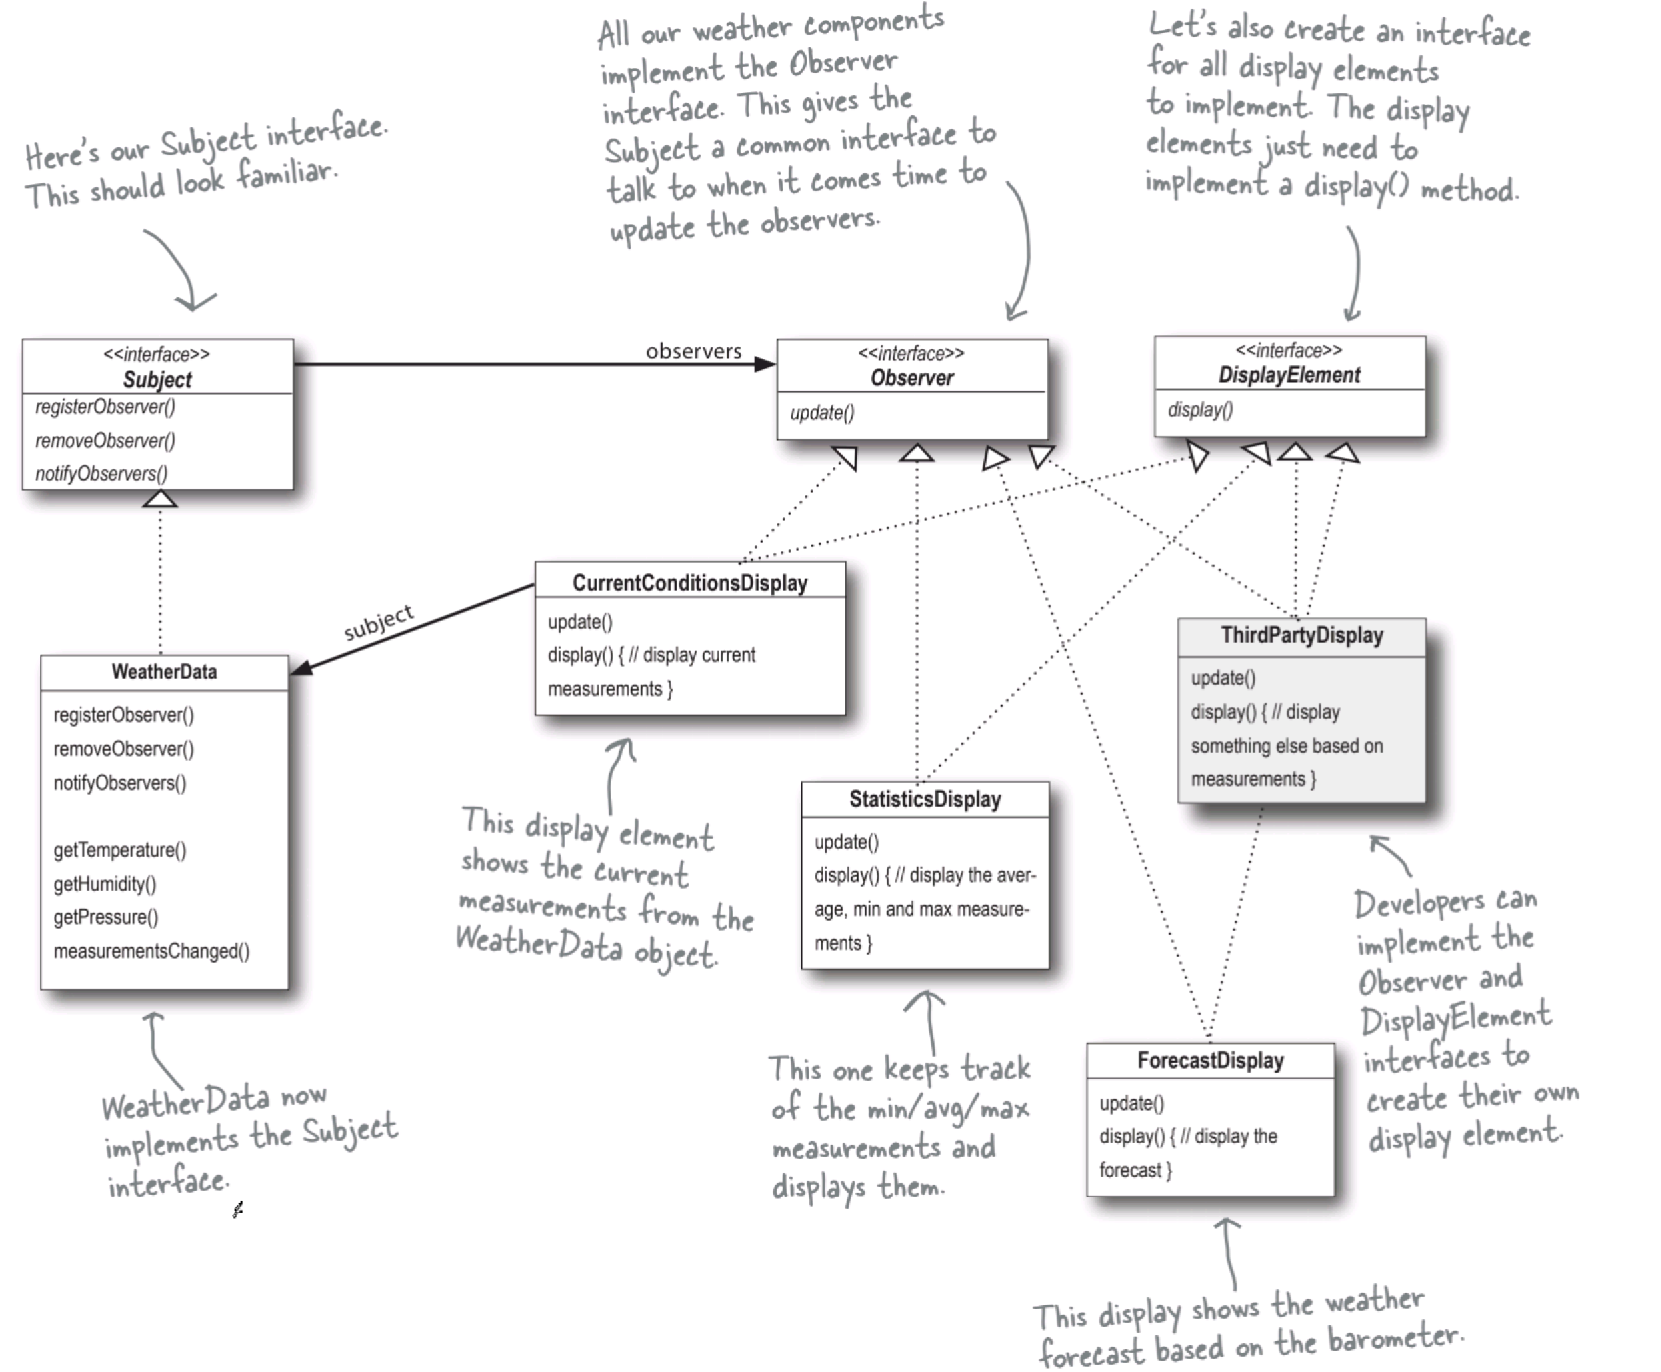 Here's our Subject interface.
This should look familiar.
All our weather components
implement the Observer
interface. This gives the
Subject a common interface to
talk to when it comes time to
update the observers.
Let's also create an interface
for all display elements
to implement. The display
elements just need to
implement a display() method.
<<interface>>
Subject
registerObserver()
removeObserver()
notifyObservers()
observers
<<interface>>
Observer
update()
<<interface>>
DisplayElement
display()
subject
WeatherData
registerObserver()
removeObserver()
notifyObservers()
getTemperature()
getHumidity()
getPressure()
measurementsChanged()
CurrentConditionsDisplay
update()
display() { // display current
measurements }
StatisticsDisplay
update()
display() { // display the aver-
age, min and max measure-
ments }
ThirdPartyDisplay
update()
display() { // display
something else based on
measurements }
ForecastDisplay
update()
display() { // display the
forecast }
This display element
shows the current
measurements from the
WeatherData object.
Developers can
implement the
Observer and
DisplayElement
interfaces to
create their own
display element.
WeatherData now
implements the Subject
interface.
This one keeps track
of the min/avg/max
measurements and
displays them.
This display shows the weather
forecast based on the barometer.